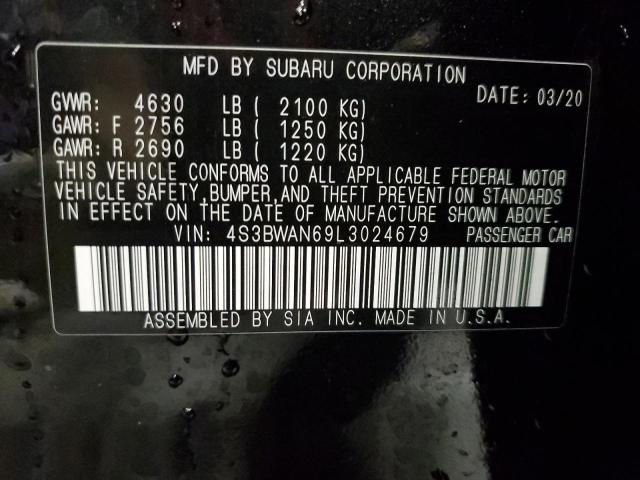 MFD BY SUBARU CORPORATION
DATE: 03/20
GVWR: 4630 LB ( 2100 KG)
GAWR: F 2756 LB ( 1250 KG)
GAWR: R 2690 LB ( 1220 KG)
THIS VEHICLE CONFORMS TO ALL APPLICABLE FEDERAL MOTOR
VEHICLE SAFETY,BUMPER,AND THEFT PREVENTION STANDARDS
IN EFFECT ON THE DATE OF MANUFACTURE SHOWN ABOVE.
VIN: 4S3BWAN69L3024679 PASSENGER CAR
ASSEMBLED BY SIA INC. MADE IN U.S.A.